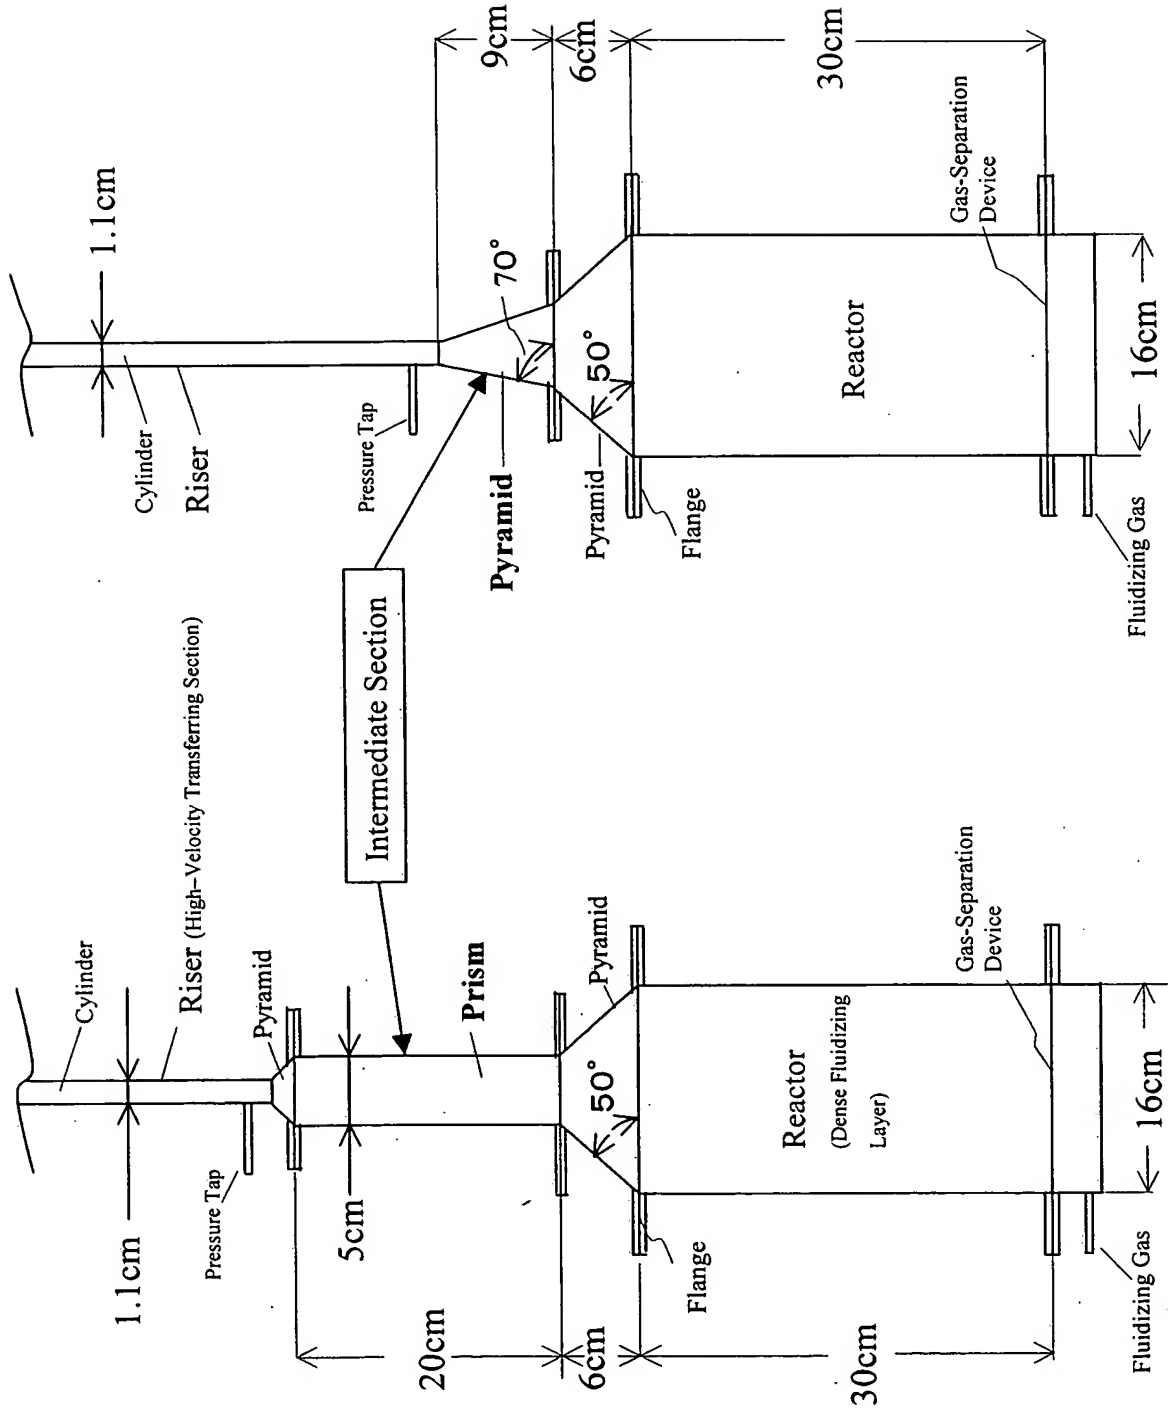 1.1cm
Cylinder
Riser (High-Velocity Transferring Section)
Pressure Tap
Pyramid
20cm
5cm
Prism
6cm
50°
Pyramid
Flange
30cm
Reactor
(Dense Fluidizing
Layer)
Gas-Separation
Device
16cm
Fluidizing Gas
Intermediate Section
1.1cm
Cylinder
Riser
Pressure Tap
9cm
70°
Pyramid
6cm
50°
Pyramid
Flange
30cm
Reactor
Gas-Separation
Device
16cm
Fluidizing Gas